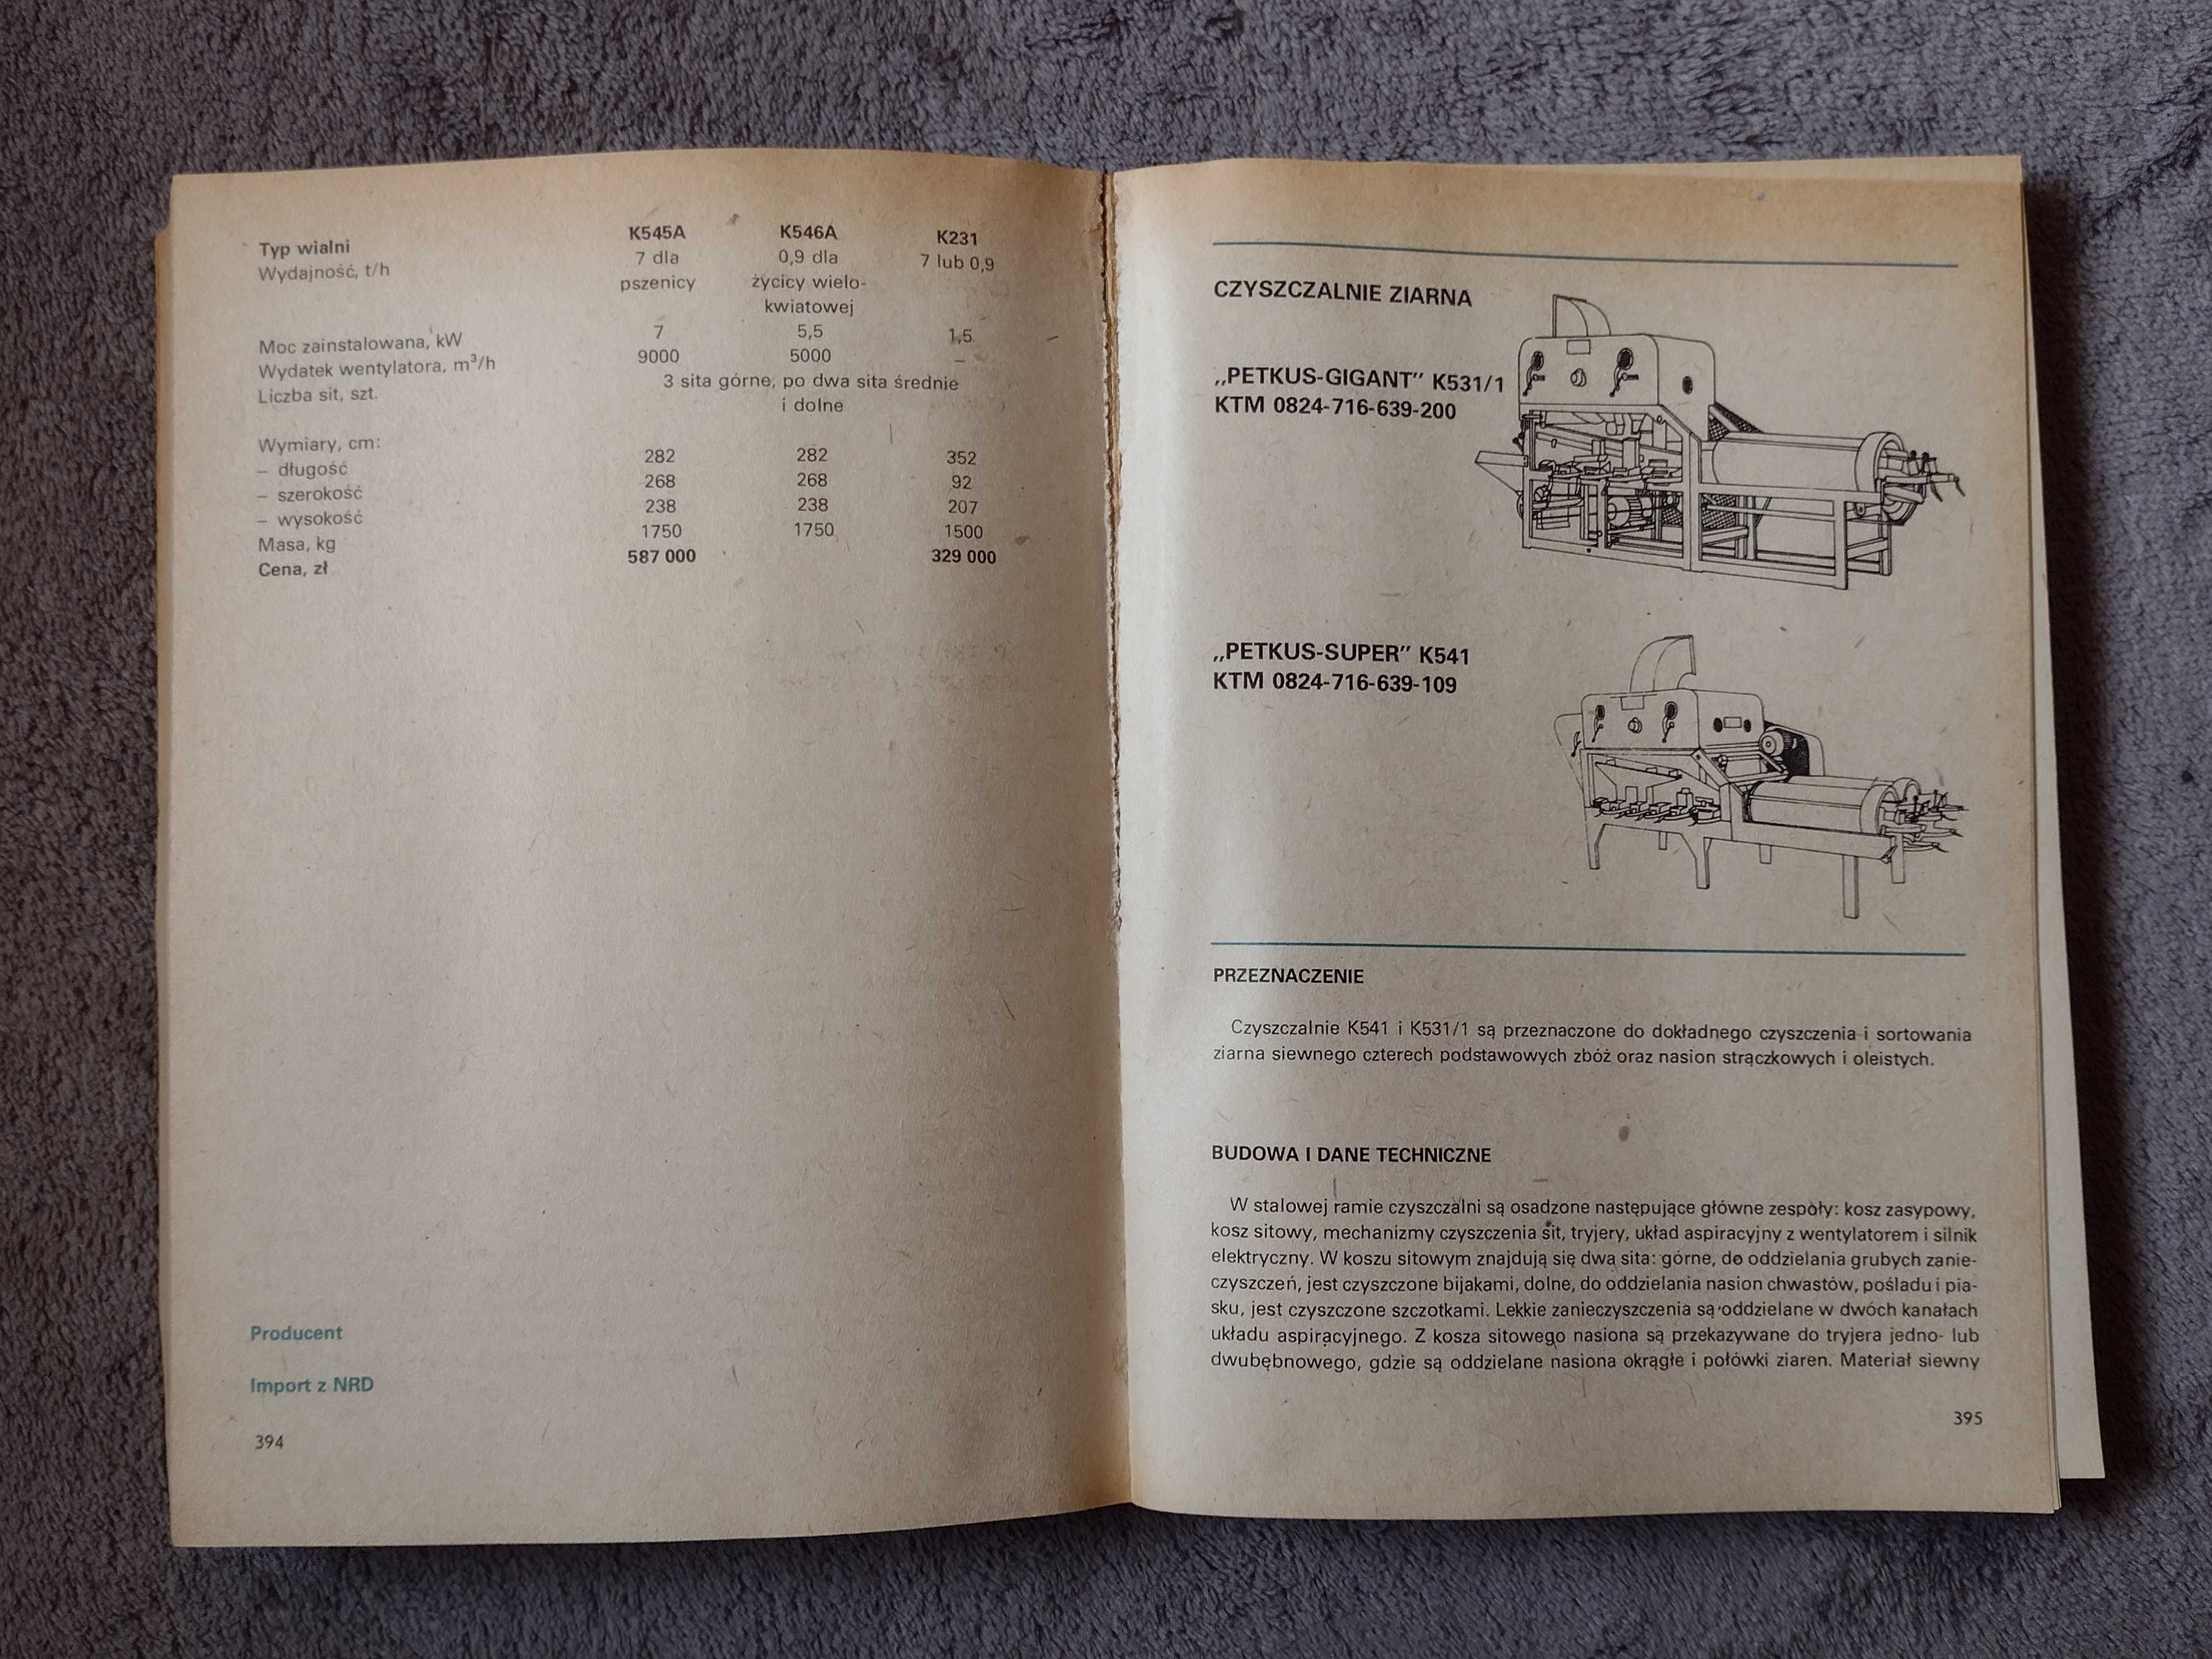 Typ wialni K545A K546A K231
Wydajność, t/h 7 dla 0,9 dla 7 lub 0,9
pszenicy życicy wielo-
kwiatowej
Moc zainstalowana, kW 7 5,5 1,5
Wydatek wentylatora, m³/h 9000 5000 –
Liczba sit, szt. 3 sita górne, po dwa sita średnie
i dolne
Wymiary, cm:
– długość 282 282 352
– szerokość 268 268 92
– wysokość 238 238 207
Masa, kg 1750 1750 1500
Cena, zł 587 000 329 000
Producent
Import z NRD
394
CZYSZCZALNIE ZIARNA
„PETKUS-GIGANT” K531/1
KTM 0824-716-639-200
„PETKUS-SUPER” K541
KTM 0824-716-639-109
PRZEZNACZENIE
Czyszczalnie K541 i K531/1 są przeznaczone do dokładnego czyszczenia i sortowania
ziarna siewnego czterech podstawowych zbóż oraz nasion strączkowych i oleistych.
BUDOWA I DANE TECHNICZNE
W stalowej ramie czyszczalni są osadzone następujące główne zespoły: kosz zasypowy,
kosz sitowy, mechanizmy czyszczenia sit, tryjery, układ aspiracyjny z wentylatorem i silnik
elektryczny. W koszu sitowym znajdują się dwa sita: górne, do oddzielania grubych zanie-
czyszczeń, jest czyszczone bijakami, dolne, do oddzielania nasion chwastów, pośladu i pia-
sku, jest czyszczone szczotkami. Lekkie zanieczyszczenia są oddzielane w dwóch kanałach
układu aspiracyjnego. Z kosza sitowego nasiona są przekazywane do tryjera jedno- lub
dwubębnowego, gdzie są oddzielane nasiona okrągłe i połówki ziaren. Materiał siewny
395